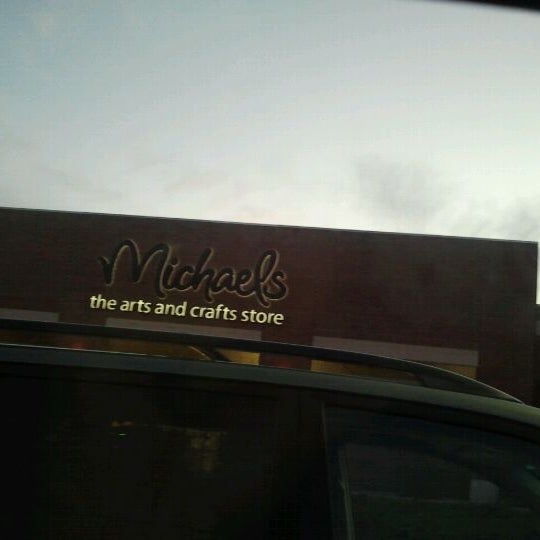 Michaels
the arts and crafts store